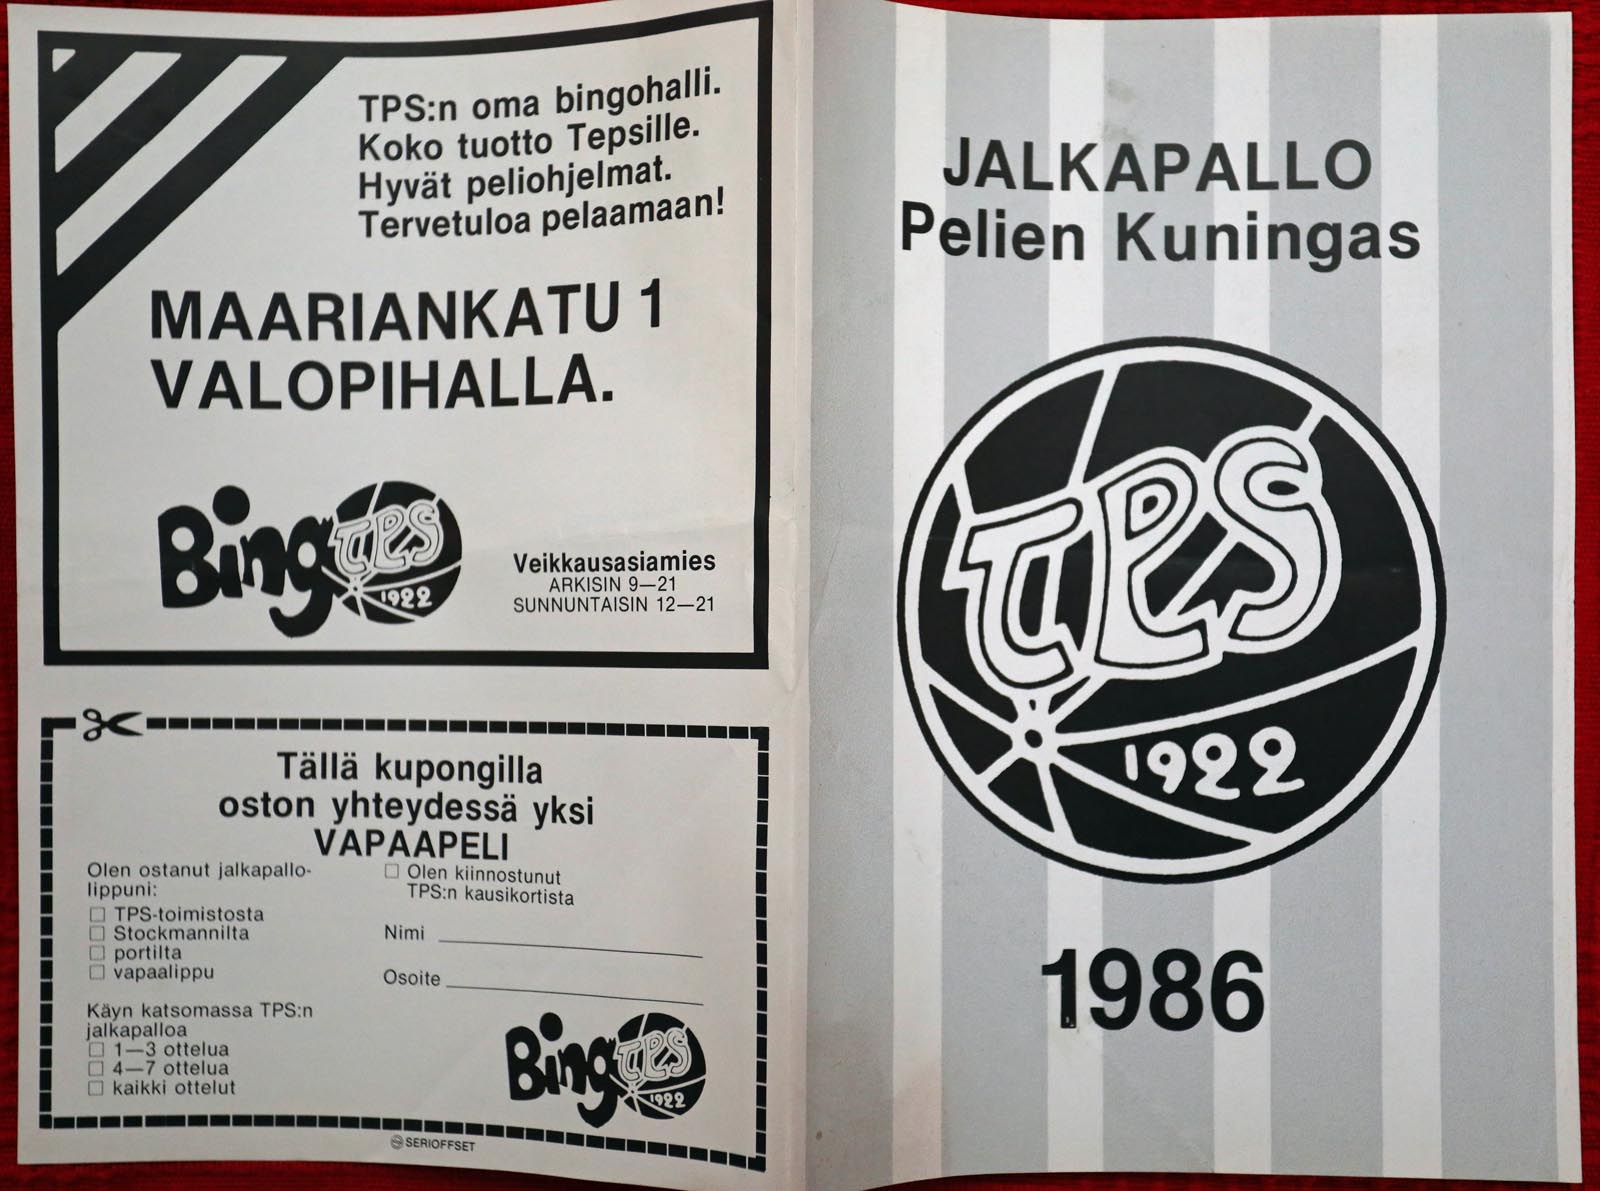 TPS:n oma bingohalli.
Koko tuotto Tepsille.
Hyvät peliohjelmat.
Tervetuloa pelaamaan!
MAARIANKATU 1
VALOPIHALLA.
Bing TPS
1922
Veikkausasiamies
ARKISIN 9—21
SUNNUNTAISIN 12—21
Tällä kupongilla
oston yhteydessä yksi
VAPAAPELI
Olen ostanut jalkapallo-
lippuni:
☐ TPS-toimistosta
☐ Stockmannilta
☐ portilta
☐ vapaalippu
Käyn katsomassa TPS:n
jalkapalloa
☐ 1—3 ottelua
☐ 4—7 ottelua
☐ kaikki ottelut
☐ Olen kiinnostunut
TPS:n kausikortista
Nimi
Osoite
Bing TPS
1922
SERIOFFSET
JALKAPALLO
Pelien Kuningas
TPS
1922
1986